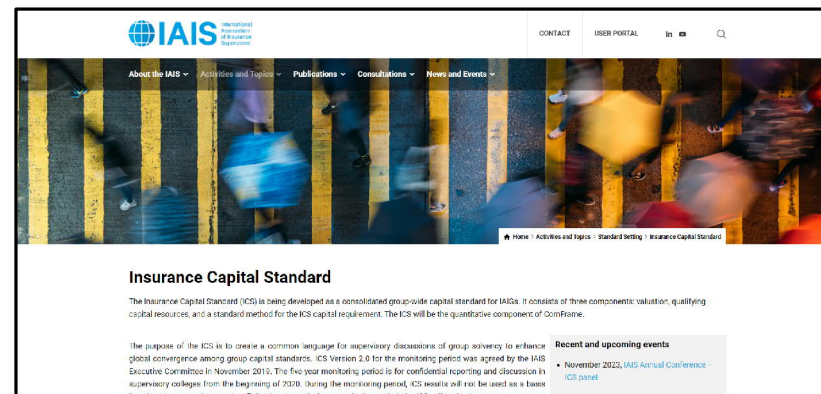 IAIS
International
Association
of Insurance
Supervisors
CONTACT
USER PORTAL
in
About the IAIS
Activities and Topics
Publications
Consultations
News and Events
Home > Activities and Topics > Standard Setting > Insurance Capital Standard
Insurance Capital Standard
The Insurance Capital Standard (ICS) is being developed as a consolidated group-wide capital standard for IAIGs. It consists of three components: valuation, qualifying
capital resources, and a standard method for the ICS capital requirement. The ICS will be the quantitative component of ComFrame.
The purpose of the ICS is to create a common language for supervisory discussions of group solvency to enhance
global convergence among group capital standards. ICS Version 2.0 for the monitoring period was agreed by the IAIS
Executive Committee in November 2019. The five year monitoring period is for confidential reporting and discussion in
supervisory colleges from the beginning of 2020. During the monitoring period, ICS results will not be used as a basis
Recent and upcoming events
• November 2023, IAIS Annual Conference –
ICS panel